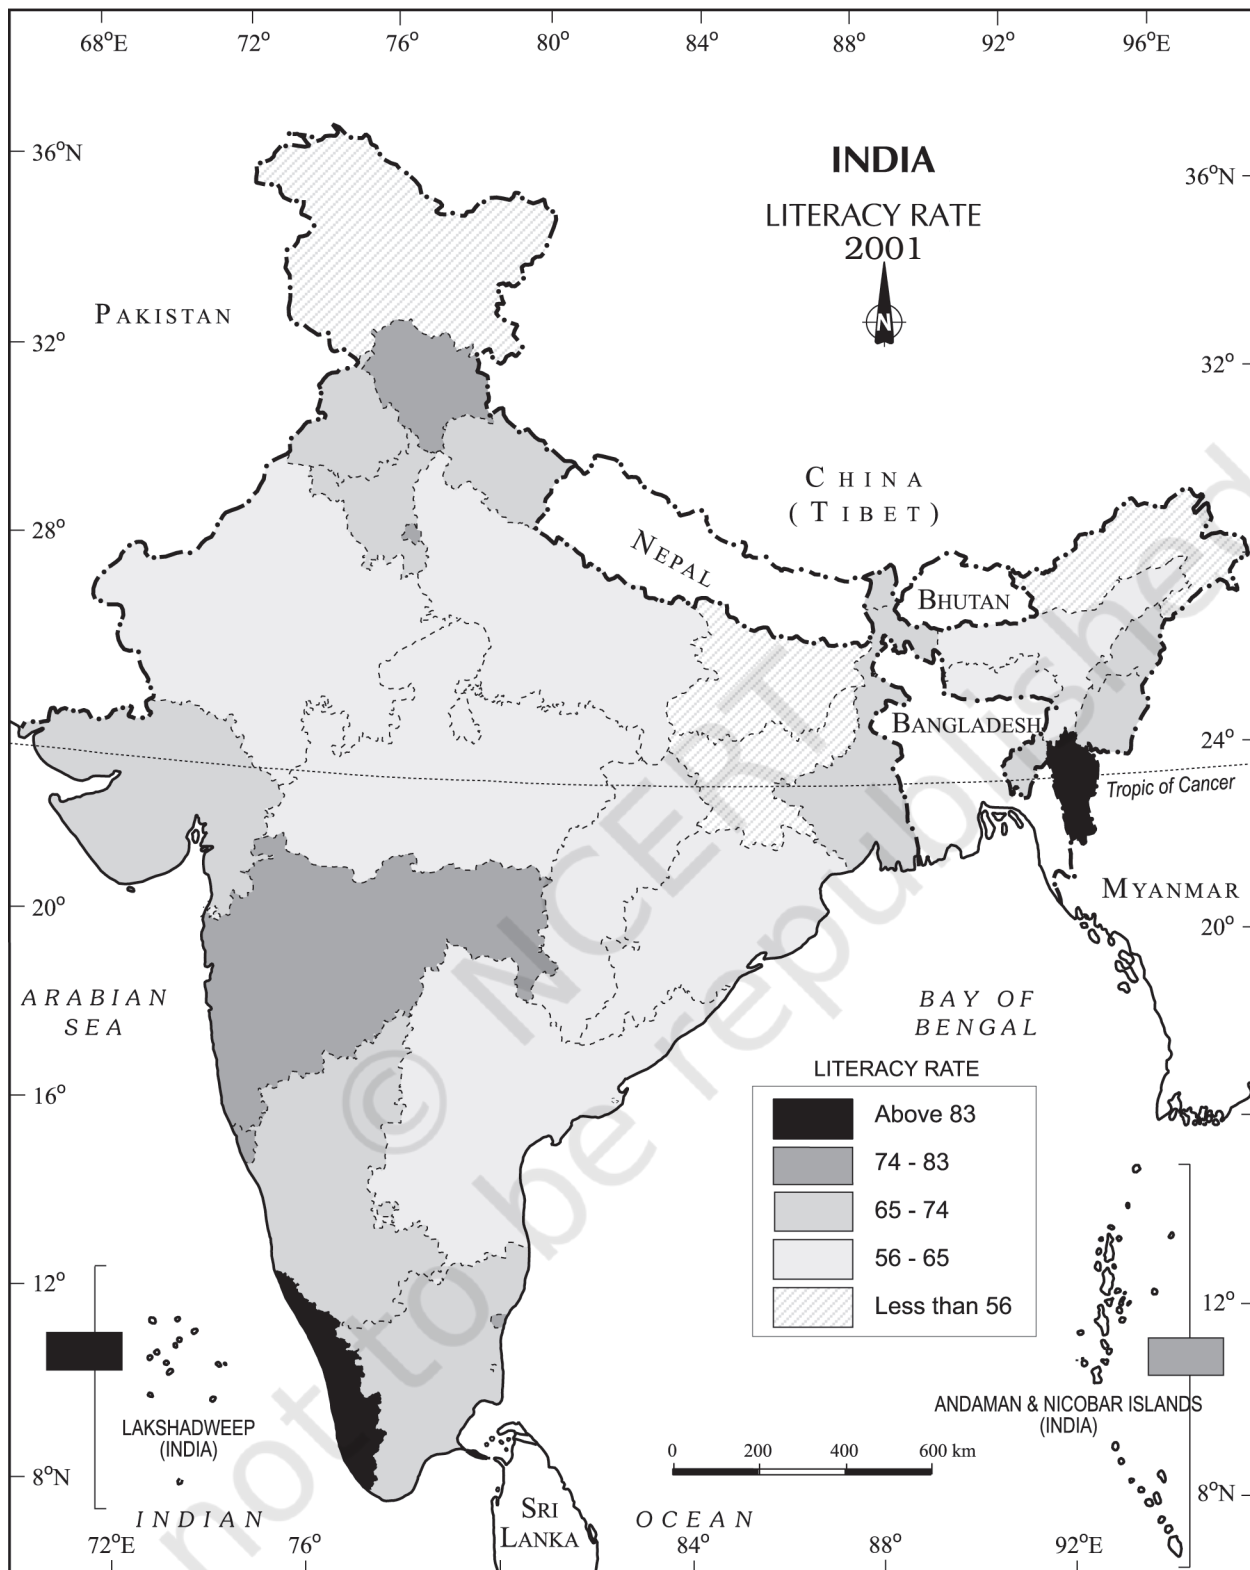 68°E 72° 76° 80° 84° 88° 92° 96°E
36°N
INDIA
LITERACY RATE
2001
N
36°N
PAKISTAN
32°
32°
CHINA
(TIBET)
28°
NEPAL
BHUTAN
BANGLADESH
24°
Tropic of Cancer
MYANMAR
20°
20°
ARABIAN
SEA
BAY OF
BENGAL
16°
LITERACY RATE
Above 83
74 - 83
65 - 74
56 - 65
Less than 56
12°
12°
LAKSHADWEEP
(INDIA)
ANDAMAN & NICOBAR ISLANDS
(INDIA)
0 200 400 600 km
8°N
8°N
INDIAN
OCEAN
SRI
LANKA
72°E 76° 84° 88° 92°E
© NCERT
not to be republished